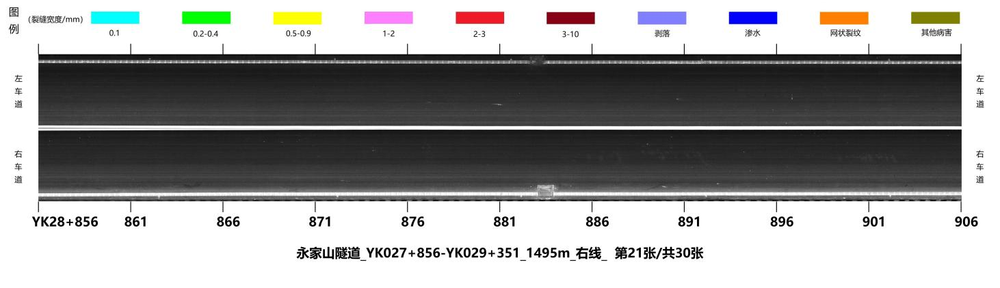 图例
(裂缝宽度/mm)
0.1 0.2-0.4 0.5-0.9 1-2 2-3 3-10 剥落 渗水 网状裂纹 其他病害
左车道 左车道
右车道 右车道
YK28+856 861 866 871 876 881 886 891 896 901 906
永家山隧道_YK027+856-YK029+351_1495m_右线_ 第21张/共30张